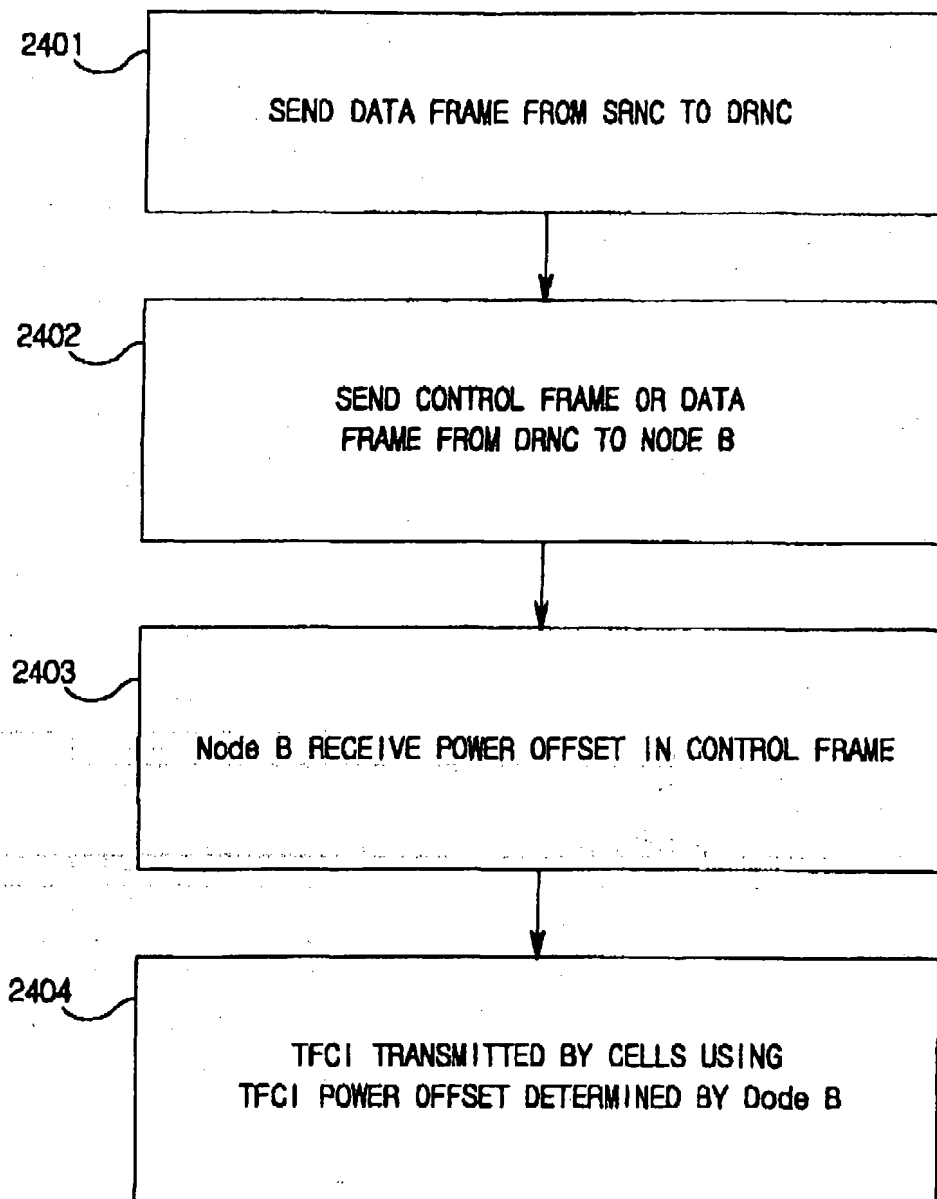 2401
SEND DATA FRAME FROM SRNC TO DRNC
2402
SEND CONTROL FRAME OR DATA
FRAME FROM DRNC TO NODE B
2403
Node B RECEIVE POWER OFFSET IN CONTROL FRAME
2404
TFCI TRANSMITTED BY CELLS USING
TFCI POWER OFFSET DETERMINED BY Dode B